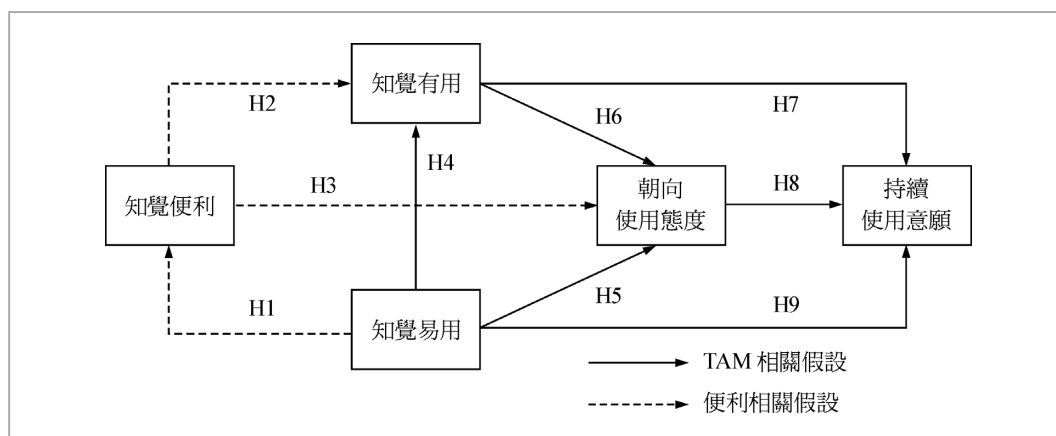 知覺有用
H2
H7
H6
H4
H3
知覺便利
朝向
使用態度
H8
持續
使用意願
H1
知覺易用
H5
H9
TAM 相關假設
便利相關假設